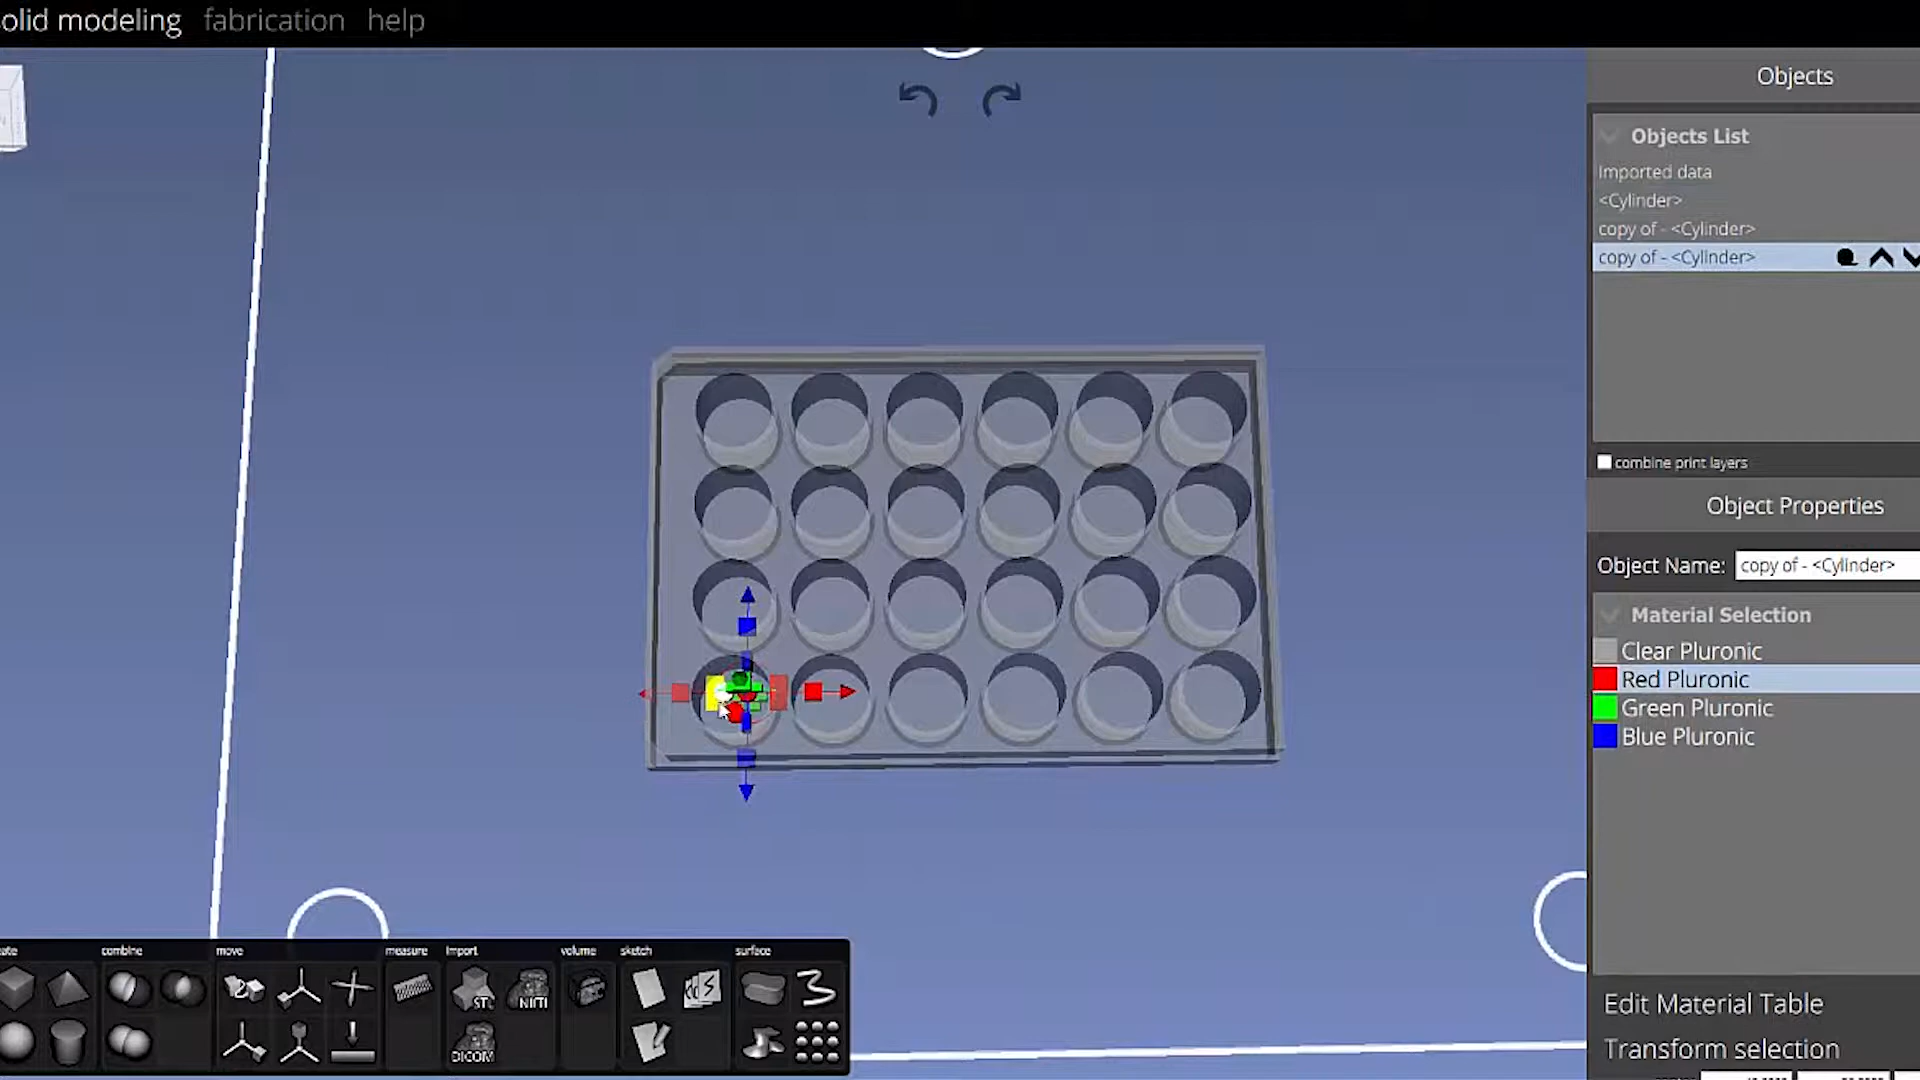 olid modeling fabrication help
Objects
Objects List
Imported data
<Cylinder>
copy of - <Cylinder>
copy of - <Cylinder>
combine print layers
Object Properties
Object Name: copy of - <Cylinder>
Material Selection
Clear Pluronic
Red Pluronic
Green Pluronic
Blue Pluronic
Edit Material Table
Transform selection
ate combine move measure import volume sketch surface
STL NIfTI
DICOM